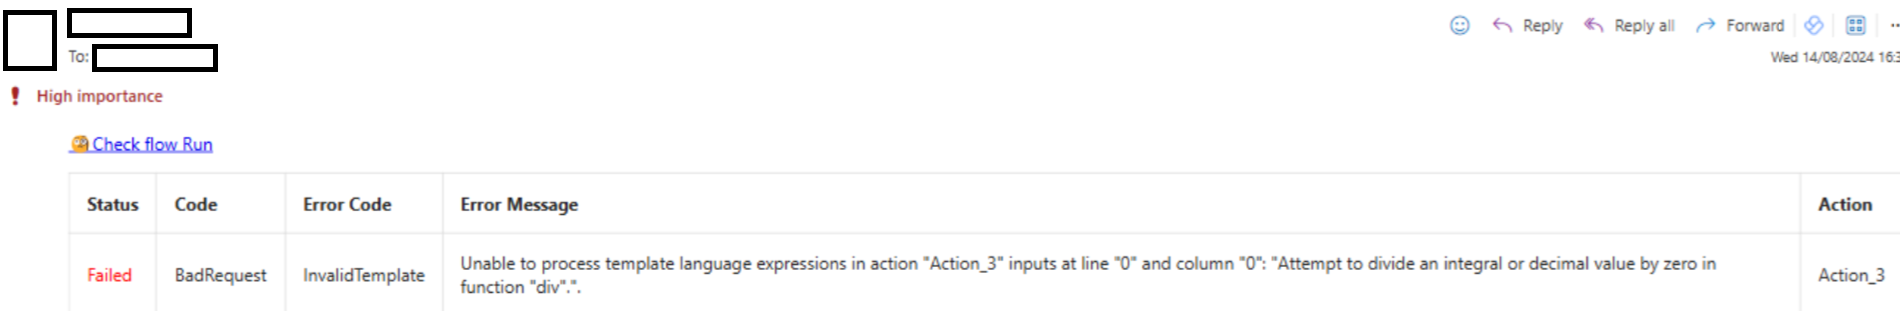 Reply Reply all Forward
To:
Wed 14/08/2024 16:3
High importance
Check flow Run
Status Code Error Code Error Message Action
Failed BadRequest InvalidTemplate Unable to process template language expressions in action "Action_3" inputs at line "0" and column "0": "Attempt to divide an integral or decimal value by zero in Action_3
function "div".".